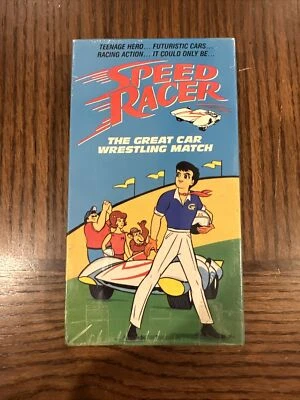 TEENAGE HERO... FUTURISTIC CARS...
RACING ACTION... IT COULD ONLY BE...
SPEED
RACER
THE GREAT CAR
WRESTLING MATCH